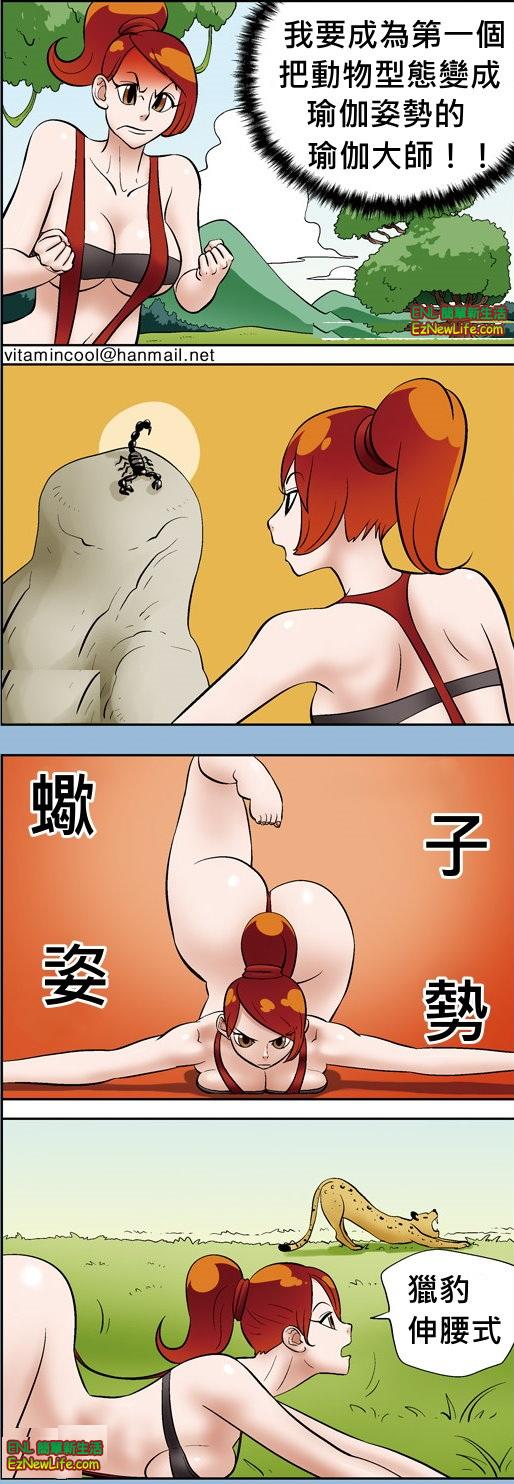 我要成為第一個
把動物型態變成
瑜伽姿勢的
瑜伽大師！！
ENL 簡單新生活
EzNewLife.com
vitamincool@hanmail.net
蠍子
姿勢
獵豹
伸腰式
ENL 簡單新生活
EzNewLife.com